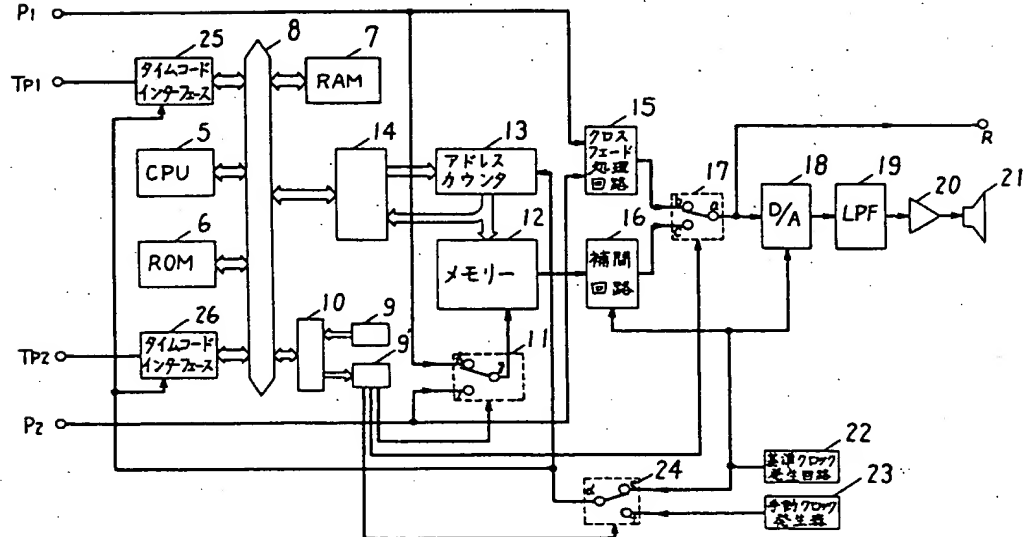 P1
25
8
7
タイムコード
インターフェース
RAM
TP1
15
5
14
13
クロス
フェード
処理
回路
R
アドレス
カウンタ
CPU
17
18
19
20
21
b
a
D/A
LPF
6
12
16
ROM
メモリー
補間
回路
26
10
9
11
TP2
タイムコード
インターフェース
9'
P2
22
24
基準クロック
発生回路
23
手動クロック
発生器